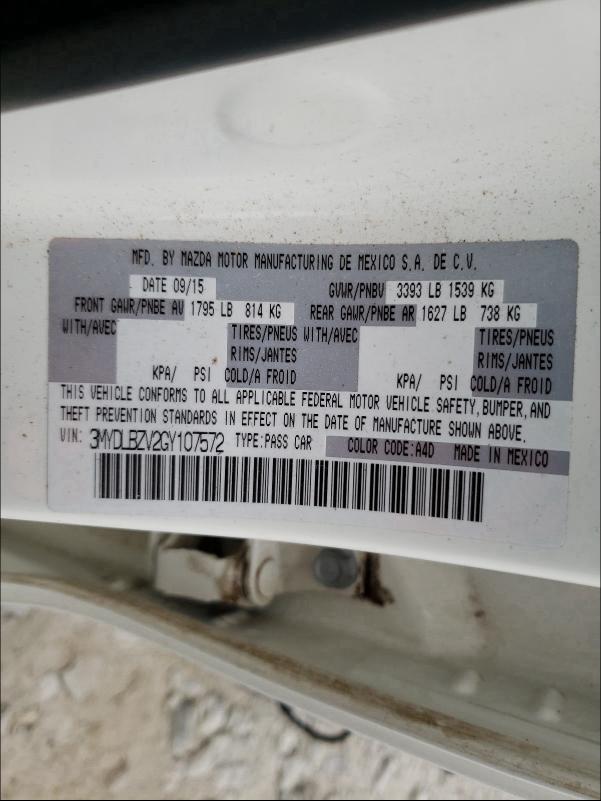 MFD. BY MAZDA MOTOR MANUFACTURING DE MEXICO S.A. DE C.V.
DATE 09/15 GVWR/PNBV 3393 LB 1539 KG
FRONT GAWR/PNBE AV 1795 LB 814 KG REAR GAWR/PNBE AR 1627 LB 738 KG
WITH/AVEC TIRES/PNEUS WITH/AVEC TIRES/PNEUS
RIMS/JANTES RIMS/JANTES
KPA/ PSI COLD/A FROID KPA/ PSI COLD/A FROID
THIS VEHICLE CONFORMS TO ALL APPLICABLE FEDERAL MOTOR VEHICLE SAFETY, BUMPER, AND
THEFT PREVENTION STANDARDS IN EFFECT ON THE DATE OF MANUFACTURE SHOWN ABOVE.
VIN: 3MYDLBZV2GY107572 TYPE:PASS CAR COLOR CODE:A4D MADE IN MEXICO